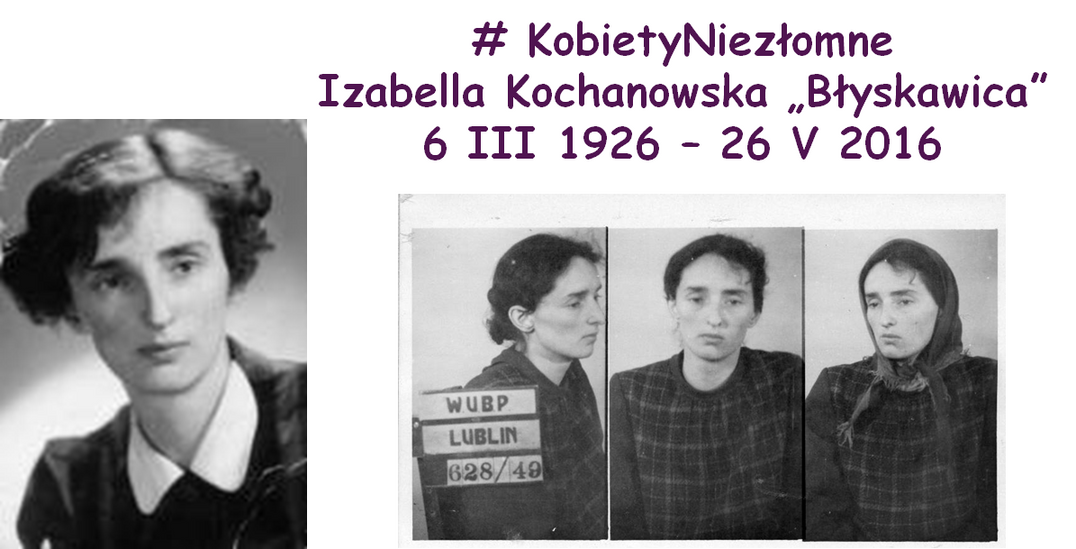 # KobietyNiezłomne
Izabella Kochanowska „Błyskawica”
6 III 1926 – 26 V 2016
WUBP
LUBLIN
628/49